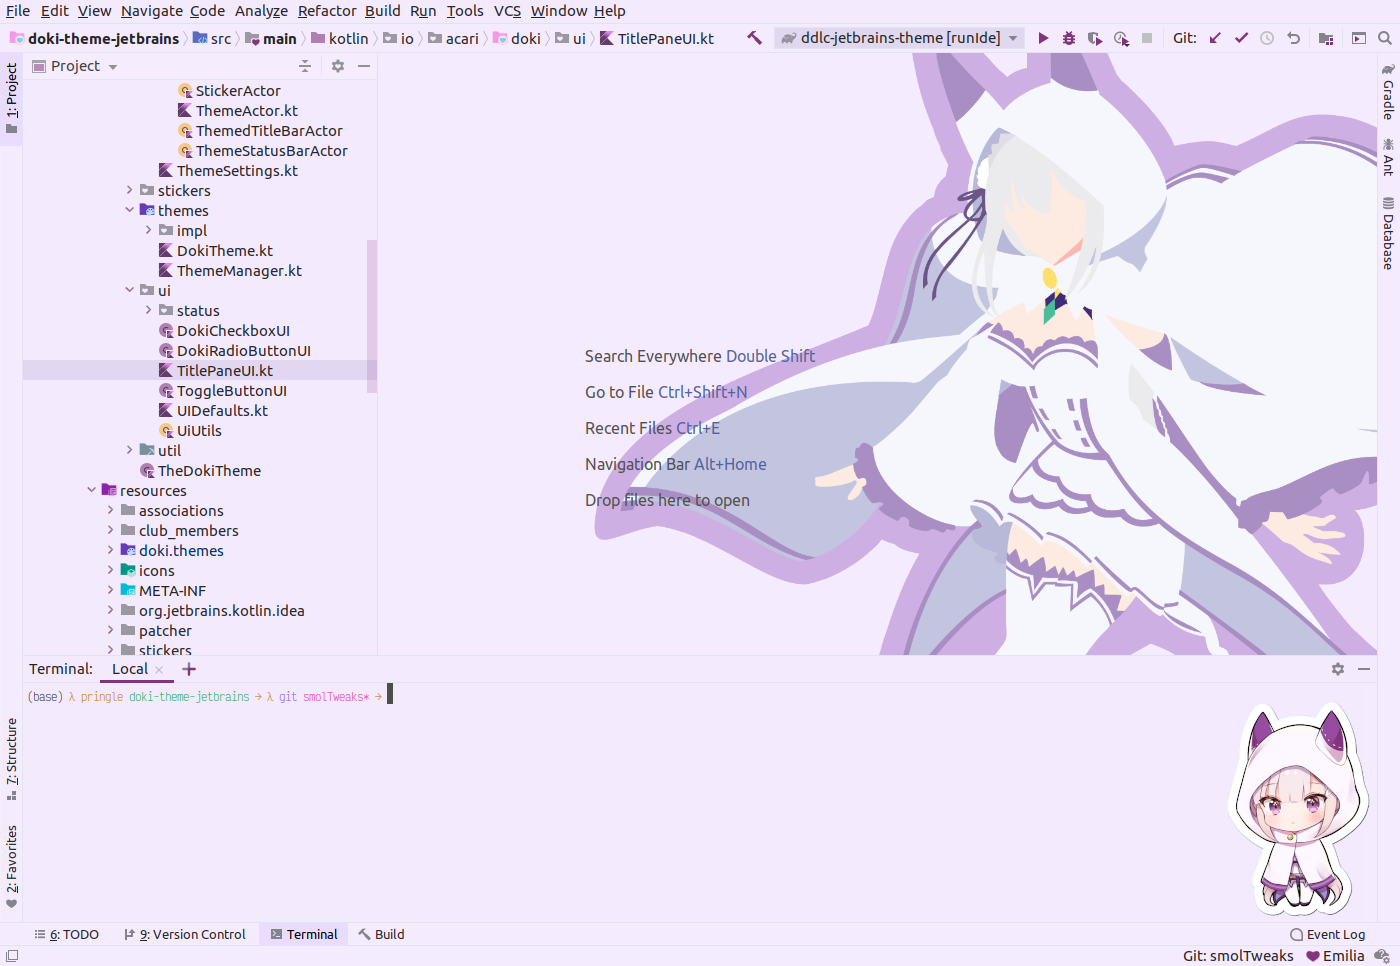 File Edit View Navigate Code Analyze Refactor Build Run Tools VCS Window Help
doki-theme-jetbrains src main kotlin io acari doki ui TitlePaneUI.kt ddlc-jetbrains-theme [runIde] Git:
1: Project
Project
StickerActor
ThemeActor.kt
ThemedTitleBarActor
ThemeStatusBarActor
ThemeSettings.kt
stickers
themes
impl
DokiTheme.kt
ThemeManager.kt
ui
status
DokiCheckboxUI
DokiRadioButtonUI
TitlePaneUI.kt
ToggleButtonUI
UIDefaults.kt
UiUtils
util
TheDokiTheme
resources
associations
club_members
doki.themes
icons
META-INF
org.jetbrains.kotlin.idea
patcher
stickers
Search Everywhere Double Shift
Go to File Ctrl+Shift+N
Recent Files Ctrl+E
Navigation Bar Alt+Home
Drop files here to open
Gradle
Ant
Database
Terminal: Local
(base) λ pringle doki-theme-jetbrains → λ git smolTweaks* →
7: Structure
2: Favorites
6: TODO 9: Version Control Terminal Build Event Log
Git: smolTweaks Emilia